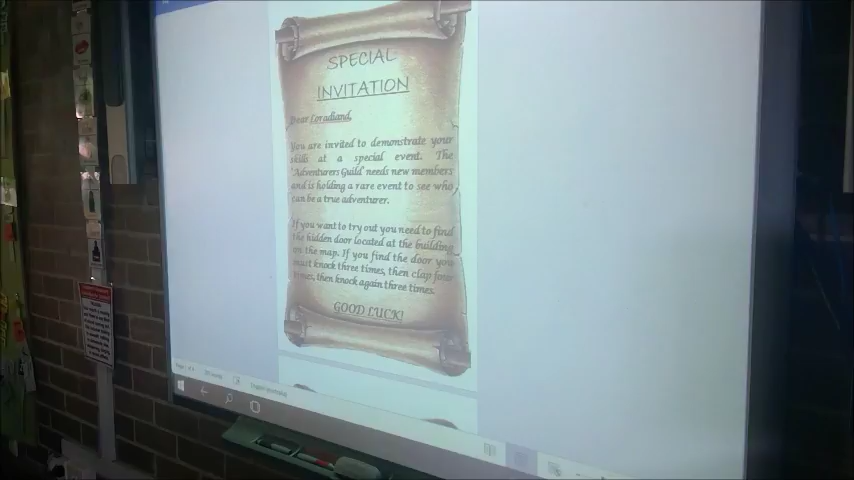 SPECIAL
INVITATION
Dear Loradiand,
You are invited to demonstrate your
skills at a special event. The
'Adventurers Guild' needs new members
and is holding a rare event to see who
can be a true adventurer.
If you want to try out you need to find
the hidden door located at the building
on the map. If you find the door you
must knock three times, then clap four
times, then knock again three times.
GOOD LUCK!